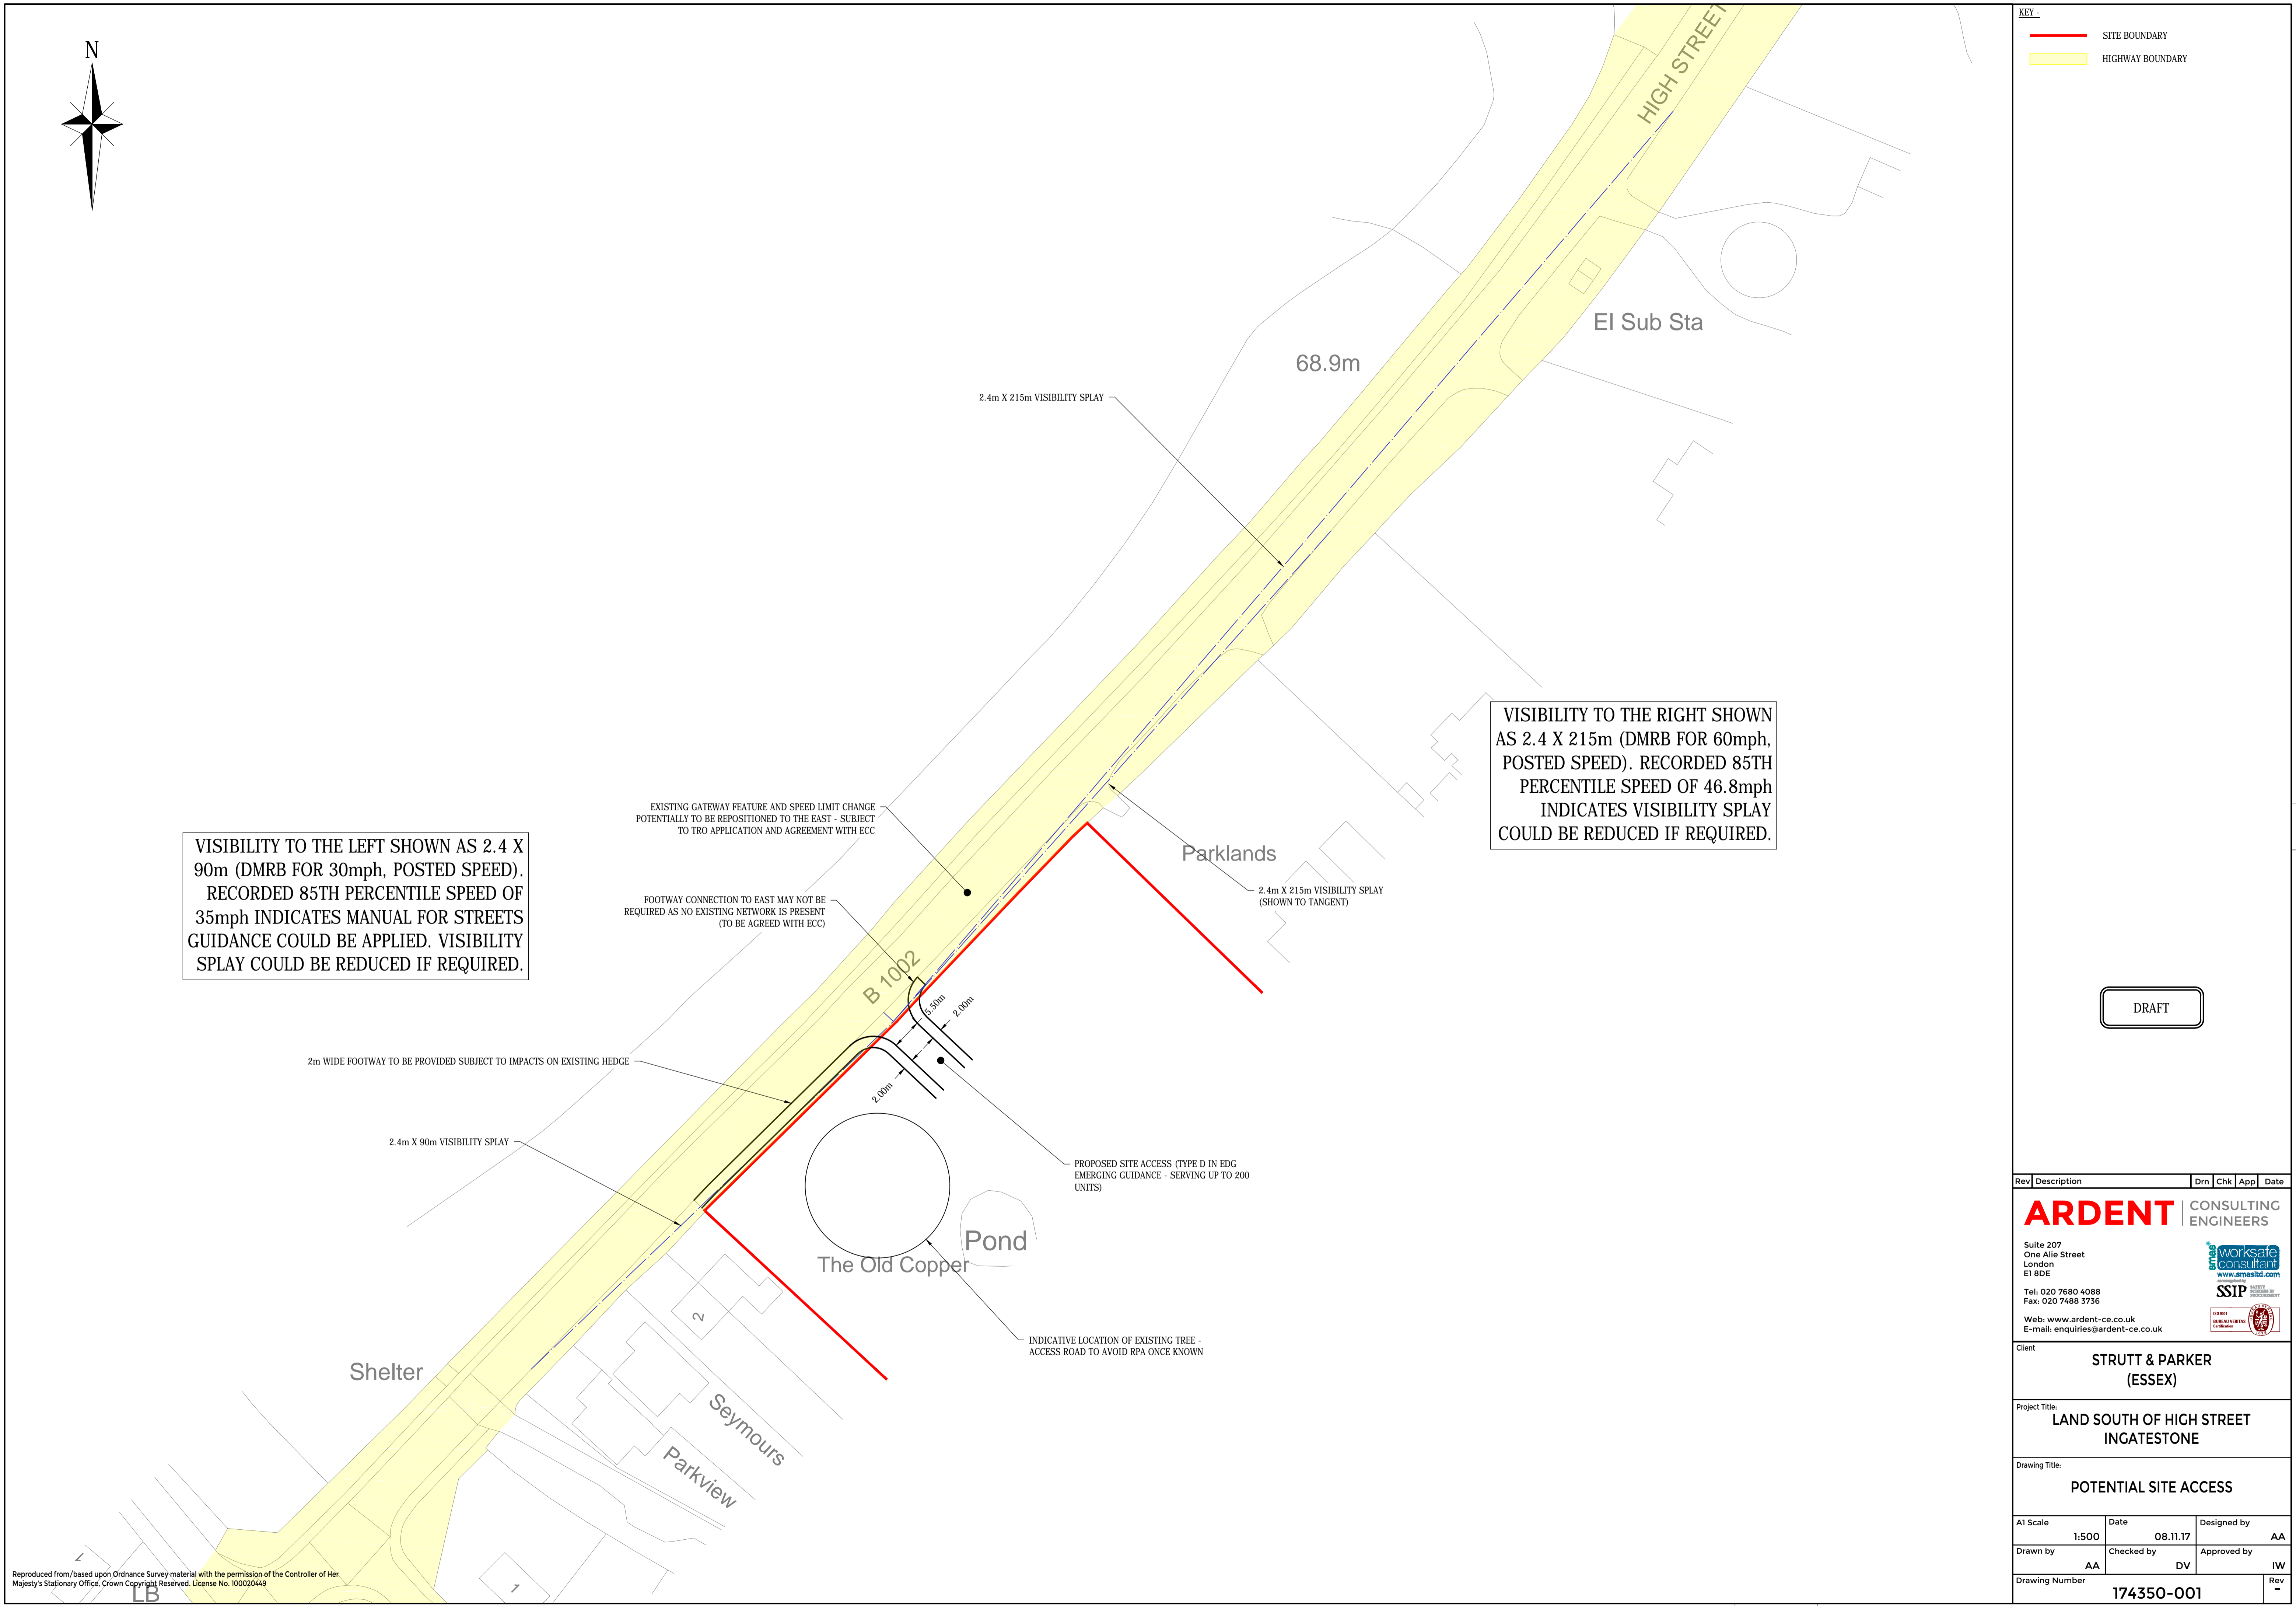 N
HIGH STREET
El Sub Sta
68.9m
2.4m X 215m VISIBILITY SPLAY
VISIBILITY TO THE RIGHT SHOWN
AS 2.4 X 215m (DMRB FOR 60mph,
POSTED SPEED). RECORDED 85TH
PERCENTILE SPEED OF 46.8mph
INDICATES VISIBILITY SPLAY
COULD BE REDUCED IF REQUIRED.
EXISTING GATEWAY FEATURE AND SPEED LIMIT CHANGE
POTENTIALLY TO BE REPOSITIONED TO THE EAST - SUBJECT
TO TRO APPLICATION AND AGREEMENT WITH ECC
VISIBILITY TO THE LEFT SHOWN AS 2.4 X
90m (DMRB FOR 30mph, POSTED SPEED).
RECORDED 85TH PERCENTILE SPEED OF
35mph INDICATES MANUAL FOR STREETS
GUIDANCE COULD BE APPLIED. VISIBILITY
SPLAY COULD BE REDUCED IF REQUIRED.
Parklands
2.4m X 215m VISIBILITY SPLAY
(SHOWN TO TANGENT)
FOOTWAY CONNECTION TO EAST MAY NOT BE
REQUIRED AS NO EXISTING NETWORK IS PRESENT
(TO BE AGREED WITH ECC)
B 1002
5.50m
2.00m
2.00m
2m WIDE FOOTWAY TO BE PROVIDED SUBJECT TO IMPACTS ON EXISTING HEDGE
2.4m X 90m VISIBILITY SPLAY
PROPOSED SITE ACCESS (TYPE D IN EDG
EMERGING GUIDANCE - SERVING UP TO 200
UNITS)
Pond
The Old Copper
2
INDICATIVE LOCATION OF EXISTING TREE -
ACCESS ROAD TO AVOID RPA ONCE KNOWN
Shelter
Seymours
Parkview
1
1
LB
Reproduced from/based upon Ordnance Survey material with the permission of the Controller of Her
Majesty's Stationary Office, Crown Copyright Reserved. License No. 100020449
KEY -
SITE BOUNDARY
HIGHWAY BOUNDARY
DRAFT
Rev Description Drn Chk App Date
ARDENT CONSULTING
ENGINEERS
Suite 207
One Alie Street
London
E1 8DE
Tel: 020 7680 4088
Fax: 020 7488 3736
Web: www.ardent-ce.co.uk
E-mail: enquiries@ardent-ce.co.uk
smas worksafe
consultant
www.smasltd.com
SSIP
ISO 9001
BUREAU VERITAS
Certification
Client
STRUTT & PARKER
(ESSEX)
Project Title:
LAND SOUTH OF HIGH STREET
INGATESTONE
Drawing Title:
POTENTIAL SITE ACCESS
A1 Scale
1:500
Date
08.11.17
Designed by
AA
Drawn by
AA
Checked by
DV
Approved by
IW
Drawing Number
174350-001
Rev
-